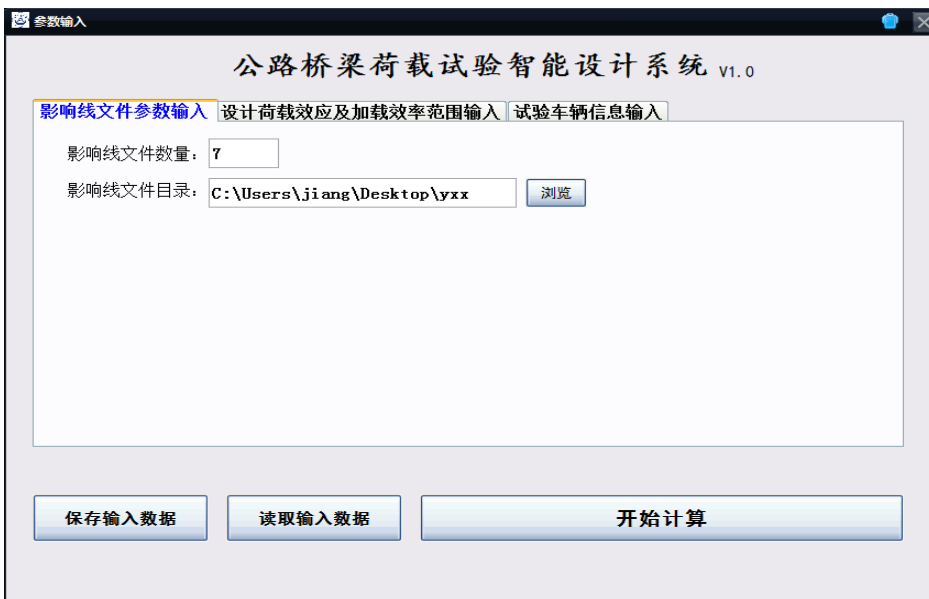 参数输入
公路桥梁荷载试验智能设计系统 V1.0
影响线文件参数输入 设计荷载效应及加载效率范围输入 试验车辆信息输入
影响线文件数量： 7
影响线文件目录： C:\Users\jiang\Desktop\yxx 浏览
保存输入数据 读取输入数据 开始计算